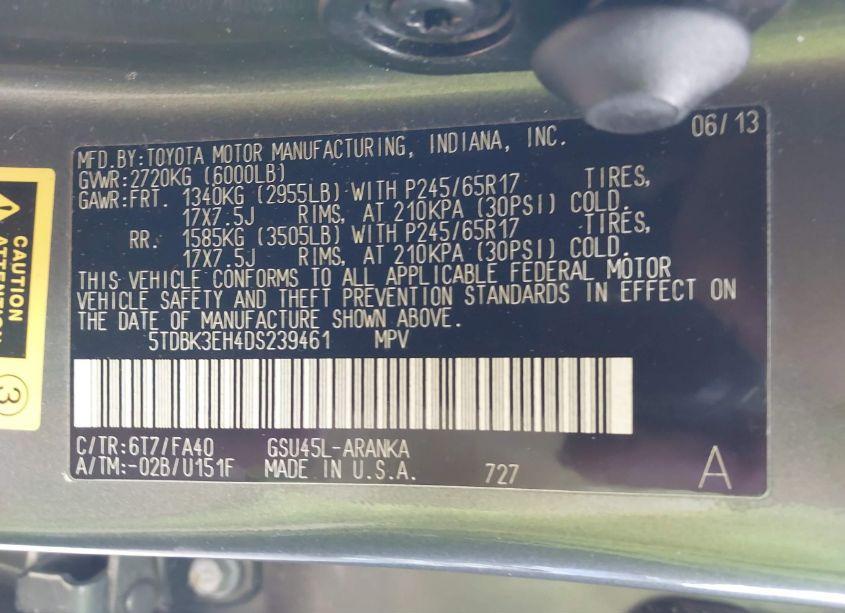 06/13
MFD.BY:TOYOTA MOTOR MANUFACTURING, INDIANA, INC.
GVWR:2720KG (6000LB)
GAWR:FRT. 1340KG (2955LB) WITH P245/65R17 TIRES,
17X7.5J RIMS, AT 210KPA (30PSI) COLD.
RR. 1585KG (3505LB) WITH P245/65R17 TIRES,
17X7.5J RIMS, AT 210KPA (30PSI) COLD.
THIS VEHICLE CONFORMS TO ALL APPLICABLE FEDERAL MOTOR
VEHICLE SAFETY AND THEFT PREVENTION STANDARDS IN EFFECT ON
THE DATE OF MANUFACTURE SHOWN ABOVE.
5TDBK3EH4DS239461 MPV
C/TR:6T7/FA40 GSU45L-ARANKA
A/TM:-02B/U151F MADE IN U.S.A. 727 A
CAUTION
ATTENTION
3